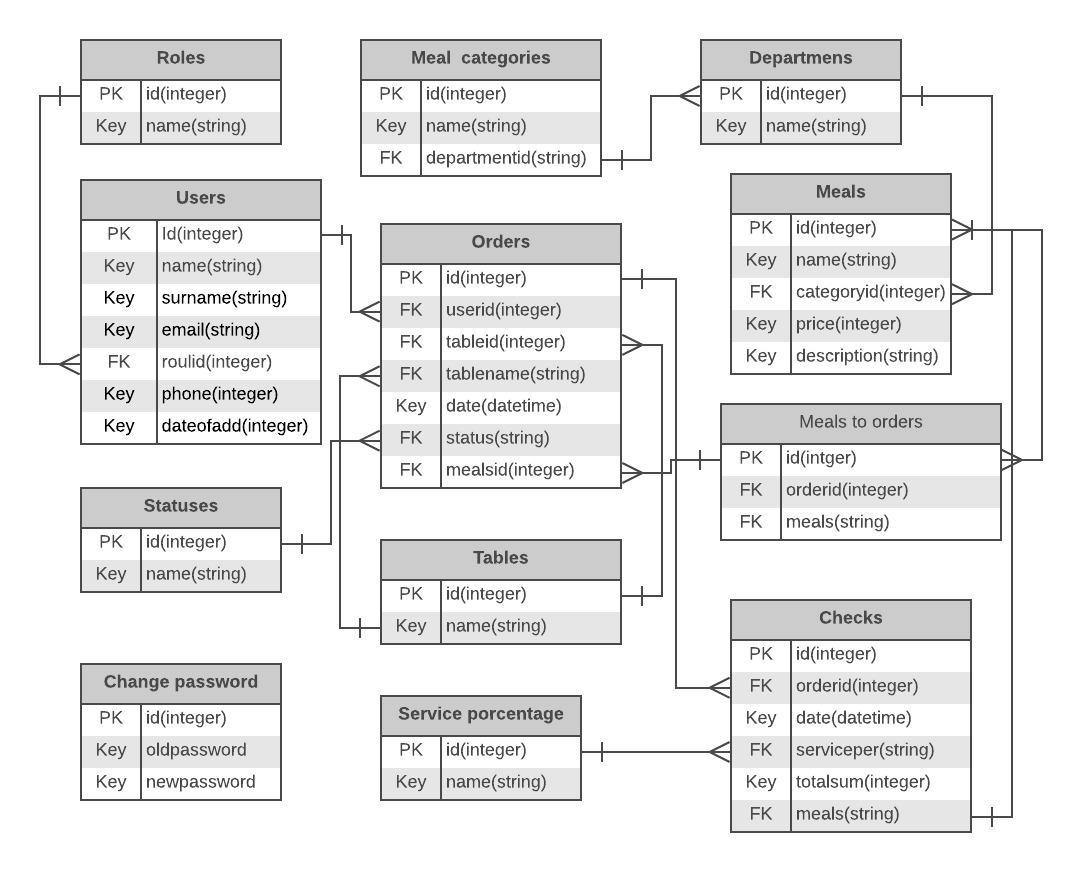 Roles
PK id(integer)
Key name(string)
Meal categories
PK id(integer)
Key name(string)
FK departmentid(string)
Departmens
PK id(integer)
Key name(string)
Users
PK Id(integer)
Key name(string)
Key surname(string)
Key email(string)
FK roulid(integer)
Key phone(integer)
Key dateofadd(integer)
Orders
PK id(integer)
FK userid(integer)
FK tableid(integer)
FK tablename(string)
Key date(datetime)
FK status(string)
FK mealsid(integer)
Meals
PK id(integer)
Key name(string)
FK categoryid(integer)
Key price(integer)
Key description(string)
Meals to orders
PK id(intger)
FK orderid(integer)
FK meals(string)
Statuses
PK id(integer)
Key name(string)
Tables
PK id(integer)
Key name(string)
Checks
PK id(integer)
FK orderid(integer)
Key date(datetime)
FK serviceper(string)
Key totalsum(integer)
FK meals(string)
Change password
PK id(integer)
Key oldpassword
Key newpassword
Service porcentage
PK id(integer)
Key name(string)